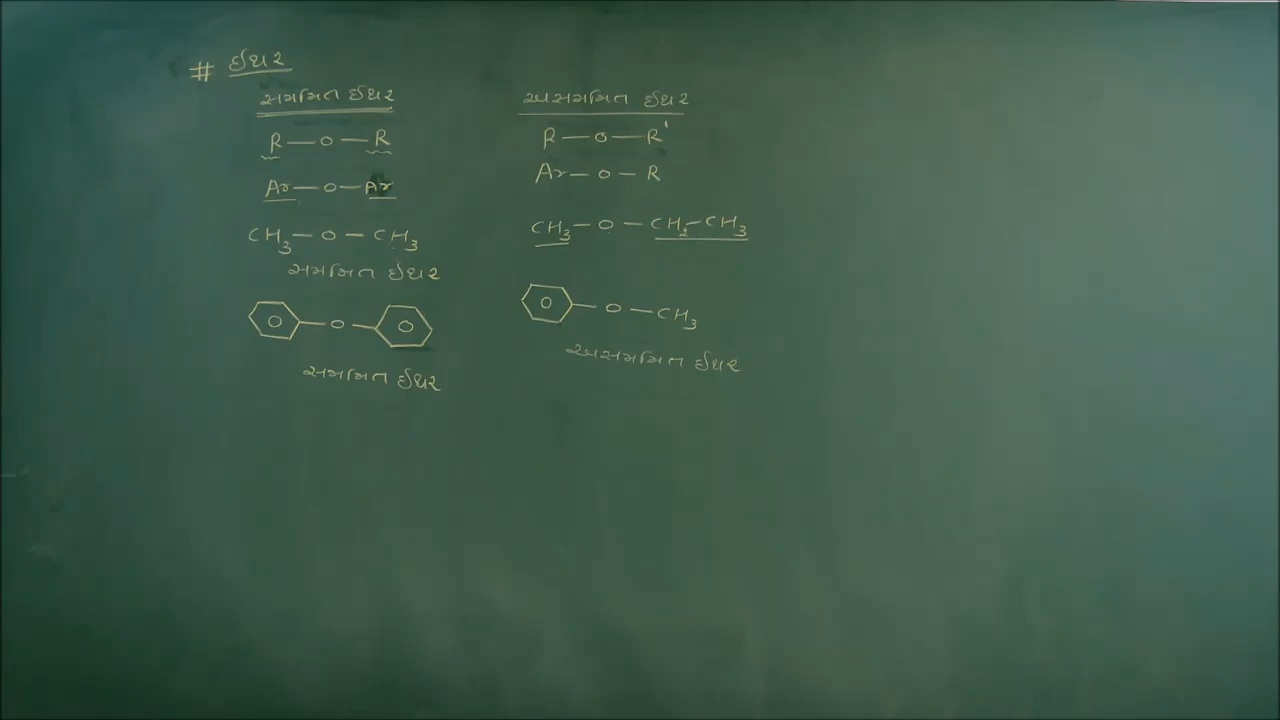 # ઈથર
સમમિત ઈથર
R — O — R
Ar — O — Ar
CH₃ — O — CH₃
સમમિત ઈથર
O — O — O
સમમિત ઈથર
અસમમિત ઈથર
R — O — R'
Ar — O — R
CH₃ — O — CH₂ — CH₃
O — O — CH₃
અસમમિત ઈથર